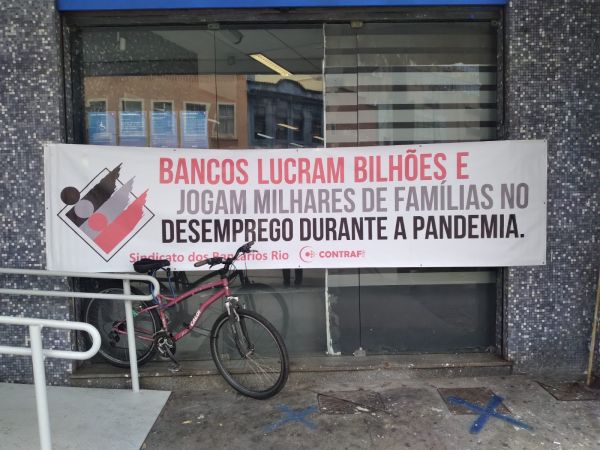 BANCOS LUCRAM BILHÕES E
JOGAM MILHARES DE FAMÍLIAS NO
DESEMPREGO DURANTE A PANDEMIA.
Sindicato dos Bancários Rio CONTRAF